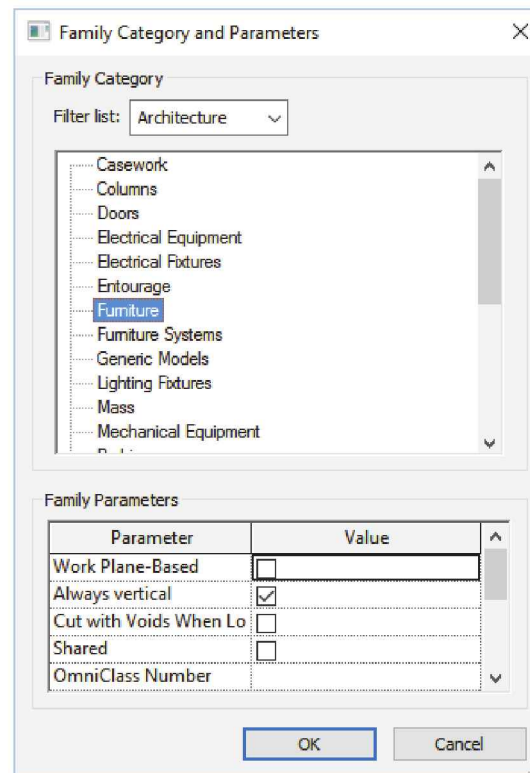 Family Category and Parameters
Family Category
Filter list: Architecture
Casework
Columns
Doors
Electrical Equipment
Electrical Fixtures
Entourage
Furniture
Furniture Systems
Generic Models
Lighting Fixtures
Mass
Mechanical Equipment
Family Parameters
Parameter Value
Work Plane-Based
Always vertical
Cut with Voids When Lo
Shared
OmniClass Number
OK Cancel